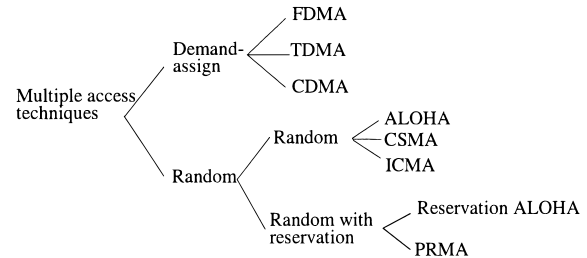 FDMA
Demand-
assign
TDMA
CDMA
Multiple access
techniques
Random
Random
ALOHA
CSMA
ICMA
Random with
reservation
Reservation ALOHA
PRMA